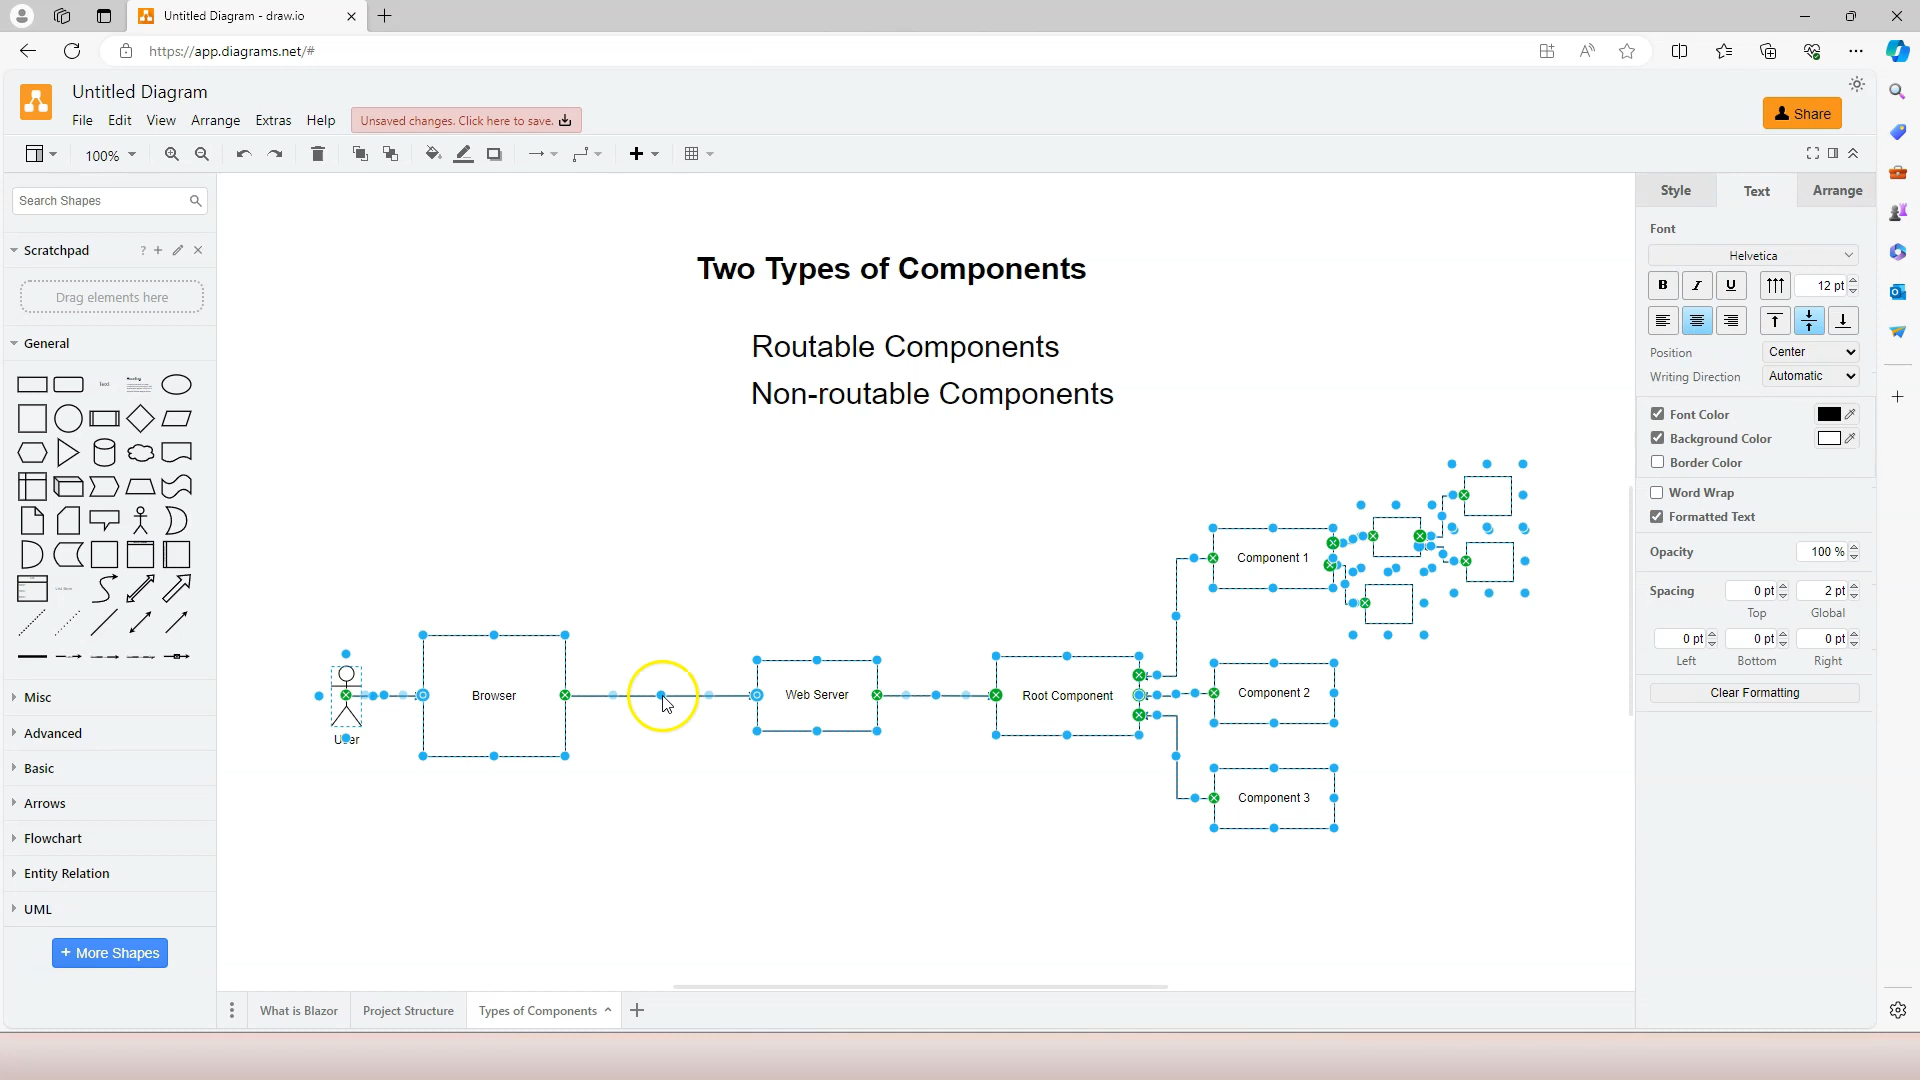 Untitled Diagram - draw.io
https://app.diagrams.net/#
Untitled Diagram
File Edit View Arrange Extras Help Unsaved changes. Click here to save.
Share
100%
Search Shapes
Scratchpad
Drag elements here
General
Text
Heading
Misc
Advanced
Basic
Arrows
Flowchart
Entity Relation
UML
+ More Shapes
Two Types of Components
Routable Components
Non-routable Components
User
Browser
Web Server
Root Component
Component 1
Component 2
Component 3
What is Blazor Project Structure Types of Components
Style Text Arrange
Font
Helvetica
B I U 12 pt
Position Center
Writing Direction Automatic
Font Color
Background Color
Border Color
Word Wrap
Formatted Text
Opacity 100 %
Spacing 0 pt 2 pt
Top Global
0 pt 0 pt 0 pt
Left Bottom Right
Clear Formatting